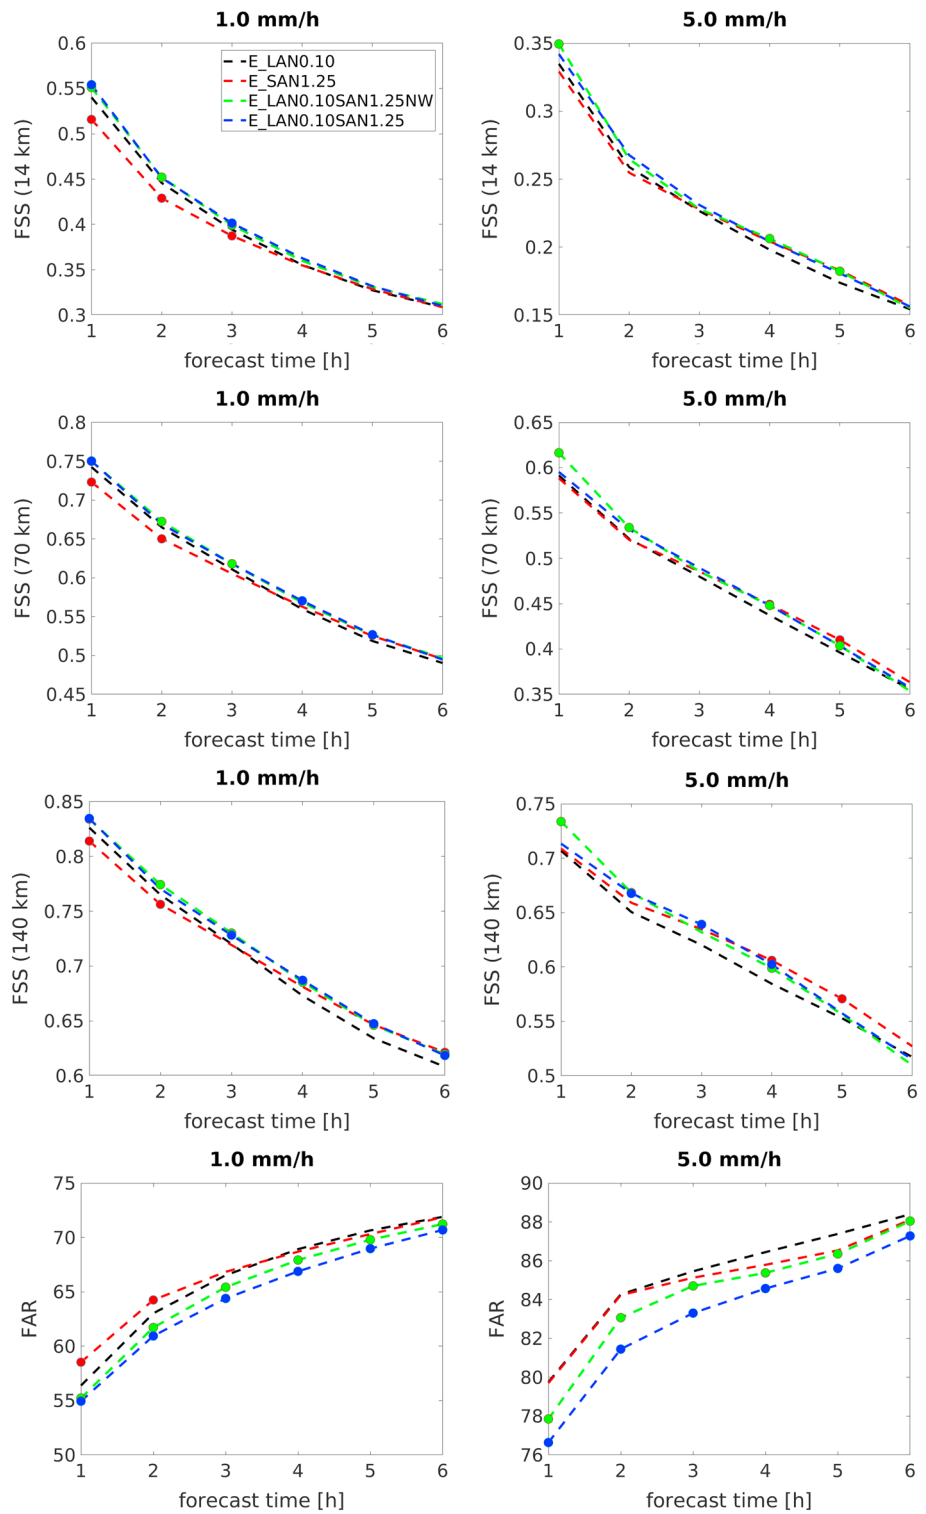 1.0 mm/h
5.0 mm/h
0.6
0.55
0.5
0.45
0.4
0.35
0.3
FSS (14 km)
E_LAN0.10
E_SAN1.25
E_LAN0.10SAN1.25NW
E_LAN0.10SAN1.25
1 2 3 4 5 6
forecast time [h]
0.35
0.3
0.25
0.2
0.15
FSS (14 km)
1 2 3 4 5 6
forecast time [h]
1.0 mm/h
5.0 mm/h
0.8
0.75
0.7
0.65
0.6
0.55
0.5
0.45
FSS (70 km)
1 2 3 4 5 6
forecast time [h]
0.65
0.6
0.55
0.5
0.45
0.4
0.35
FSS (70 km)
1 2 3 4 5 6
forecast time [h]
1.0 mm/h
5.0 mm/h
0.85
0.8
0.75
0.7
0.65
0.6
FSS (140 km)
1 2 3 4 5 6
forecast time [h]
0.75
0.7
0.65
0.6
0.55
0.5
FSS (140 km)
1 2 3 4 5 6
forecast time [h]
1.0 mm/h
5.0 mm/h
75
70
65
60
55
50
FAR
1 2 3 4 5 6
forecast time [h]
90
88
86
84
82
80
78
76
FAR
1 2 3 4 5 6
forecast time [h]